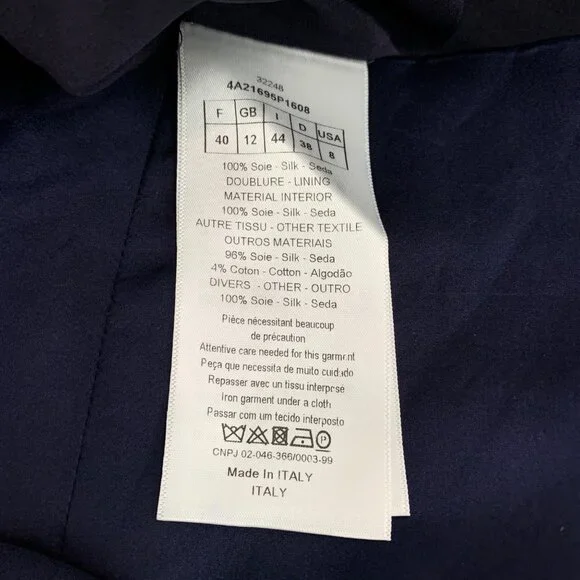 32248
4A21696P1608
F GB I D USA
40 12 44 38 8
100% Soie - Silk - Seda
DOUBLURE - LINING
MATERIAL INTERIOR
100% Soie - Silk - Seda
AUTRE TISSU - OTHER TEXTILE
OUTROS MATERIAIS
96% Soie - Silk - Seda
4% Coton - Cotton - Algodão
DIVERS - OTHER - OUTRO
100% Soie - Silk - Seda
Pièce nécessitant beaucoup
de précaution
Attentive care needed for this garment
Peça que necessita de muito cuidado
Repasser avec un tissu interposé
Iron garment under a cloth
Passar com um tecido interposto
P
CNPJ 02-046-366/0003-99
Made In ITALY
ITALY